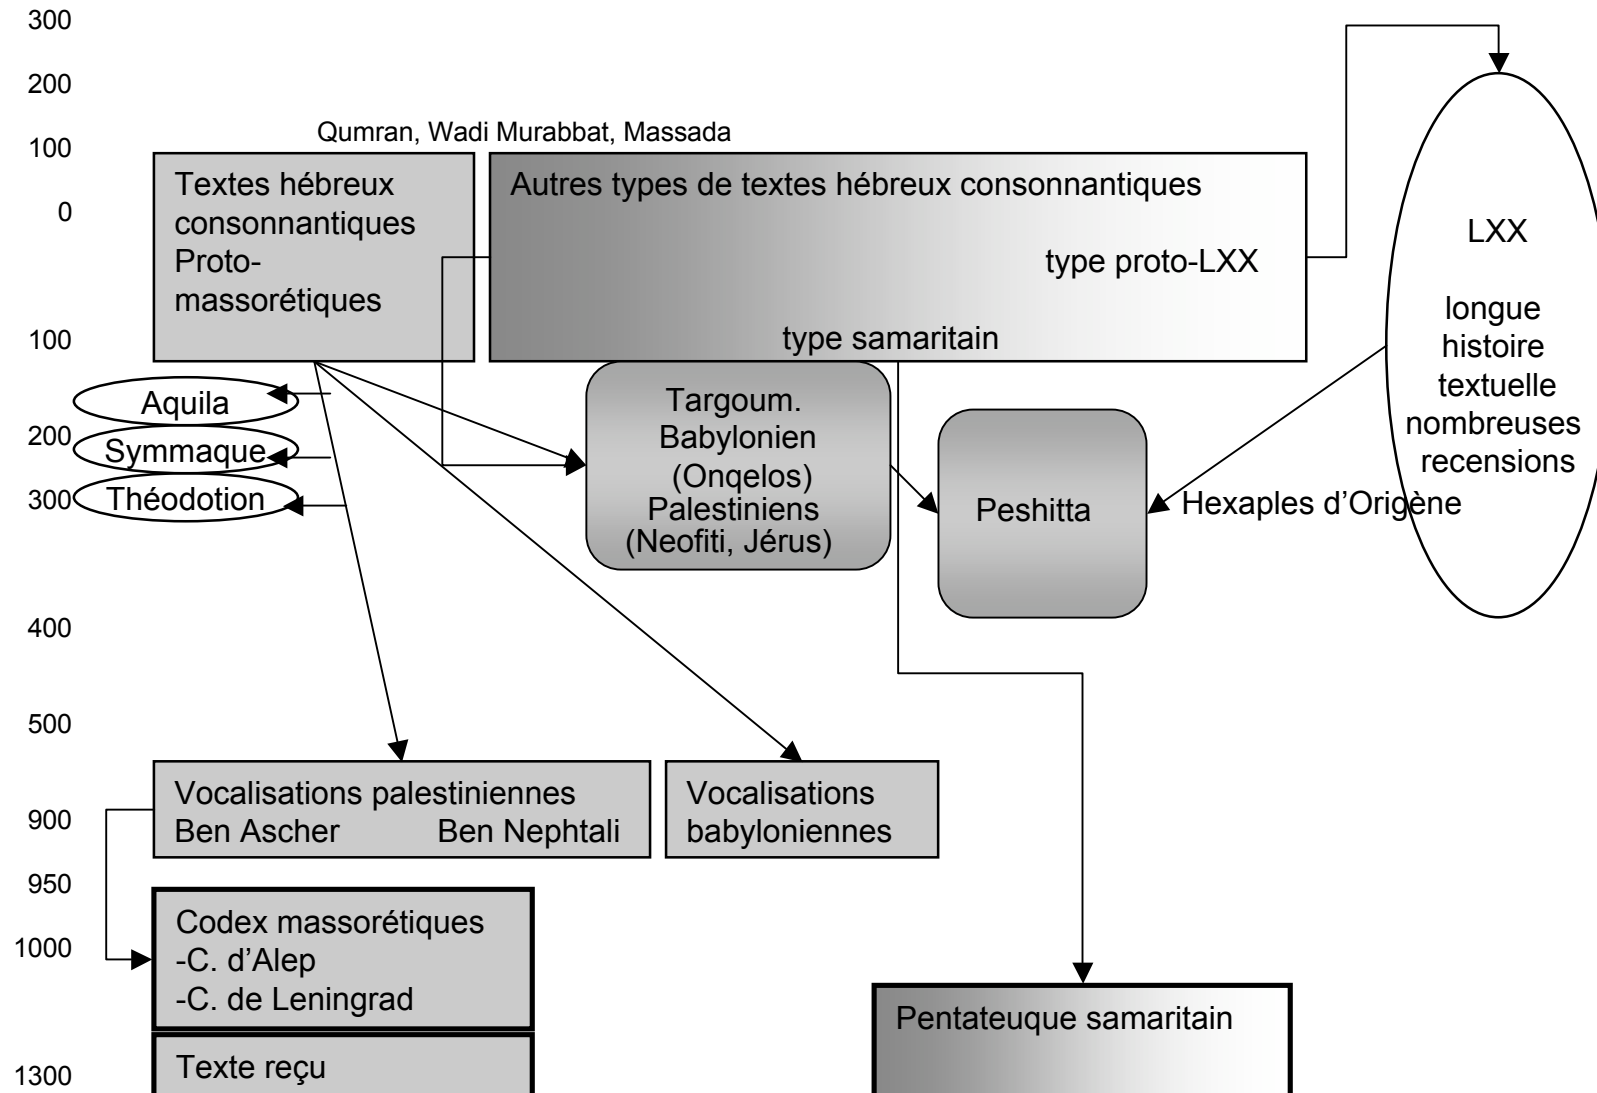 300
200
100
0
100
200
300
400
500
900
950
1000
1300
Qumran, Wadi Murabbat, Massada
Textes hébreux
consonnantiques
Proto-
massorétiques
Autres types de textes hébreux consonnantiques
type proto-LXX
type samaritain
LXX
longue
histoire
textuelle
nombreuses
recensions
Aquila
Symmaque
Théodotion
Targoum.
Babylonien
(Onqelos)
Palestiniens
(Neofiti, Jérus)
Peshitta
Hexaples d'Origène
Vocalisations palestiniennes
Ben Ascher Ben Nephtali
Vocalisations
babyloniennes
Codex massorétiques
-C. d'Alep
-C. de Leningrad
Texte reçu
Pentateuque samaritain